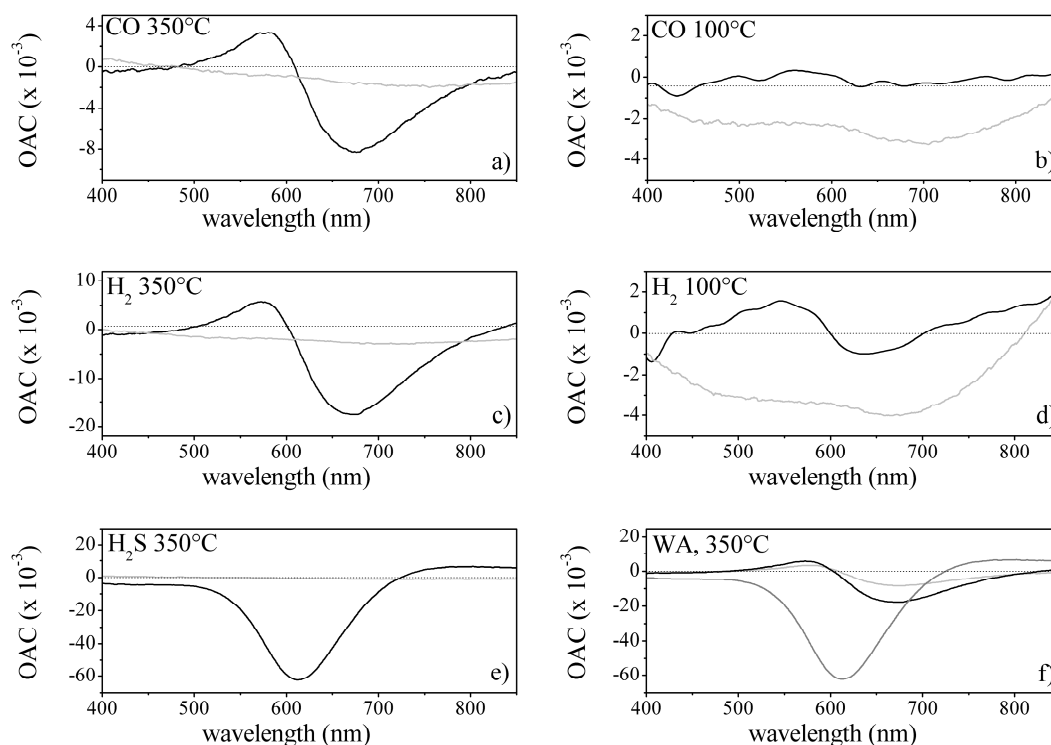 CO 350°C
4
0
-4
-8
OAC (x 10⁻³)
a)
400 500 600 700 800
wavelength (nm)
CO 100°C
2
0
-2
-4
OAC (x 10⁻³)
b)
400 500 600 700 800
wavelength (nm)
H₂ 350°C
10
0
-10
-20
OAC (x 10⁻³)
c)
400 500 600 700 800
wavelength (nm)
H₂ 100°C
2
0
-2
-4
OAC (x 10⁻³)
d)
400 500 600 700 800
wavelength (nm)
H₂S 350°C
20
0
-20
-40
-60
OAC (x 10⁻³)
e)
400 500 600 700 800
wavelength (nm)
WA, 350°C
20
0
-20
-40
-60
OAC (x 10⁻³)
f)
400 500 600 700 800
wavelength (nm)